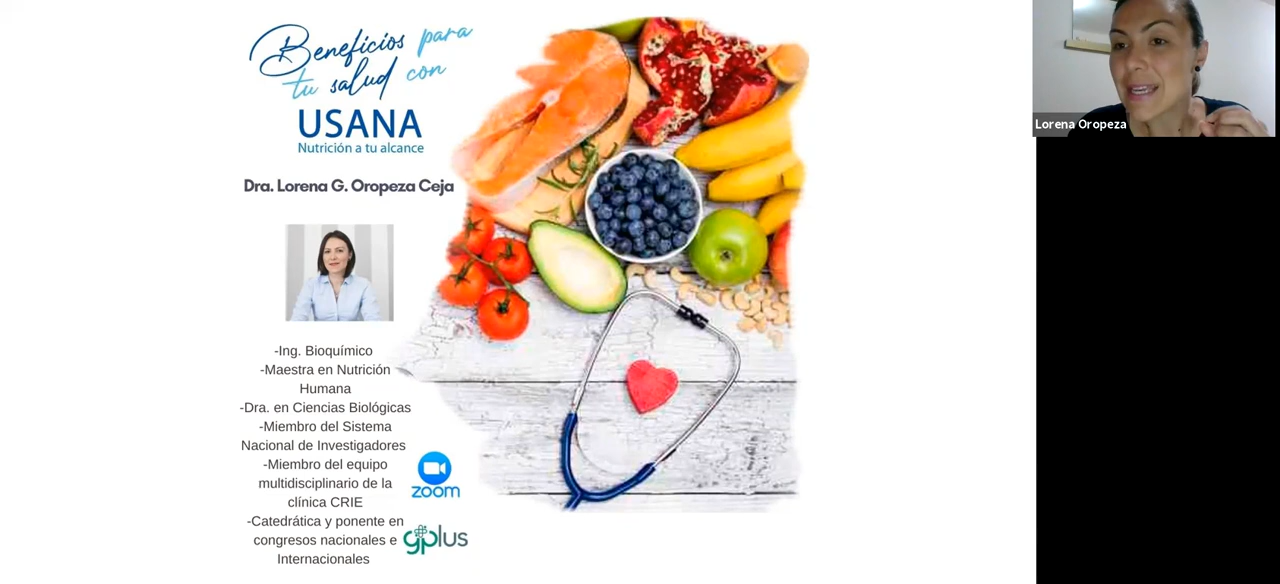 Beneficios para
tu salud con
USANA
Nutrición a tu alcance
Dra. Lorena G. Oropeza Ceja
-Ing. Bioquímico
-Maestra en Nutrición
Humana
-Dra. en Ciencias Biológicas
-Miembro del Sistema
Nacional de Investigadores
-Miembro del equipo
multidisciplinario de la
clínica CRIE
-Catedrática y ponente en
congresos nacionales e
Internacionales
zoom
gplus
Lorena Oropeza